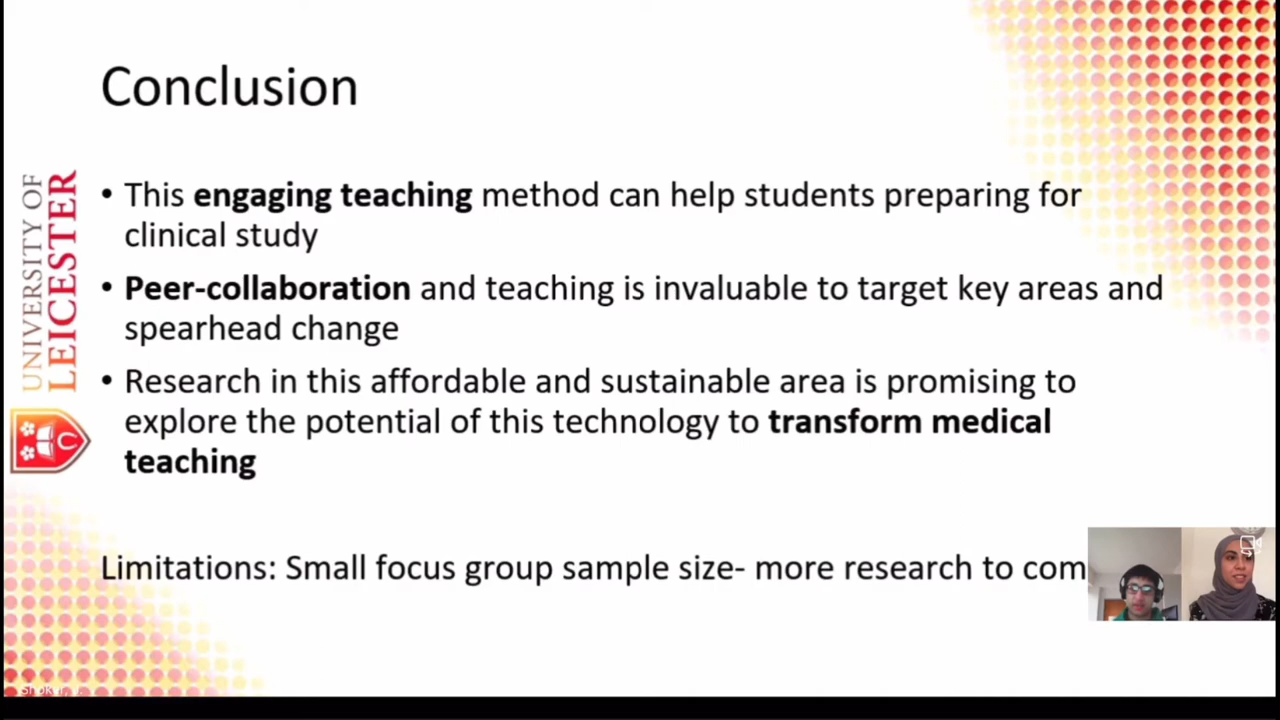 Conclusion
• This engaging teaching method can help students preparing for
clinical study
• Peer-collaboration and teaching is invaluable to target key areas and
spearhead change
• Research in this affordable and sustainable area is promising to
explore the potential of this technology to transform medical
teaching
Limitations: Small focus group sample size- more research to com
UNIVERSITY OF
LEICESTER